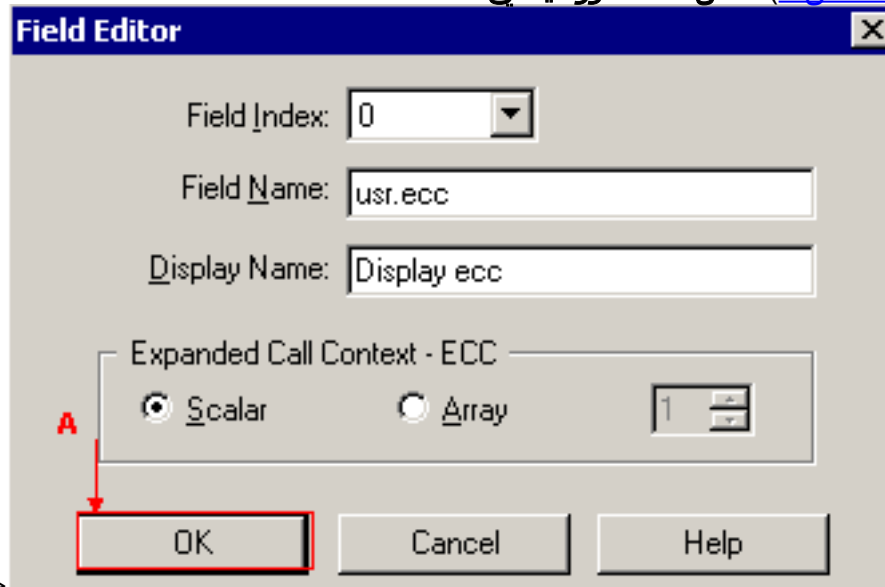 Field Editor
Field Index: 0
Field Name: usr.ecc
Display Name: Display ecc
Expanded Call Context - ECC
Scalar Array 1
A
OK Cancel Help